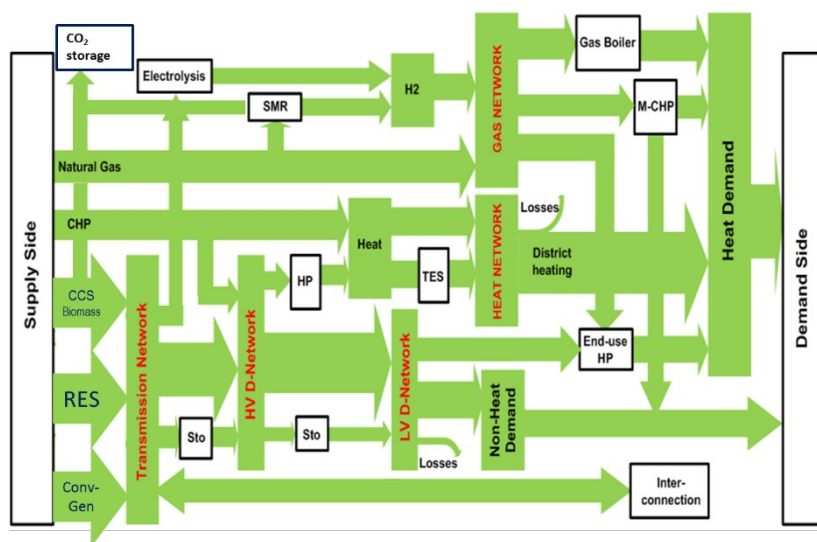 CO₂
storage
Electrolysis
SMR
H2
GAS NETWORK
Gas Boiler
M-CHP
Heat Demand
Demand Side
Supply Side
Natural Gas
CHP
Heat
HEAT NETWORK
Losses
District
heating
HP
TES
CCS
Biomass
Transmission Network
HV D-Network
LV D-Network
End-use
HP
RES
Sto
Sto
Losses
Non-Heat
Demand
Conv-
Gen
Inter-
connection